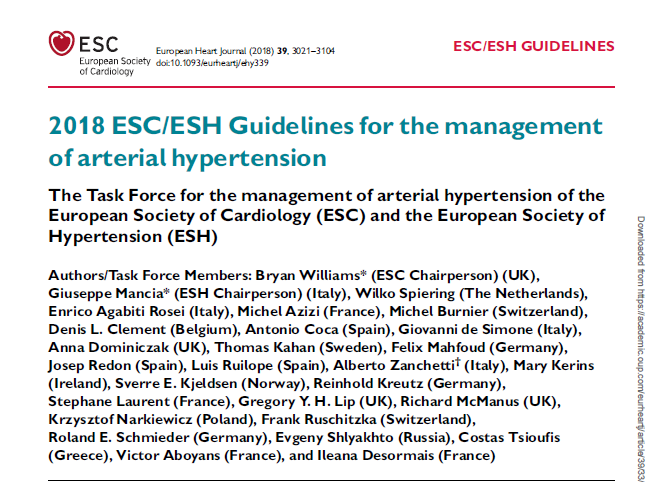 ESC
European Society
of Cardiology
European Heart Journal (2018) 39, 3021–3104
doi:10.1093/eurheartj/ehy339
ESC/ESH GUIDELINES
2018 ESC/ESH Guidelines for the management
of arterial hypertension
The Task Force for the management of arterial hypertension of the
European Society of Cardiology (ESC) and the European Society of
Hypertension (ESH)
Authors/Task Force Members: Bryan Williams* (ESC Chairperson) (UK),
Giuseppe Mancia* (ESH Chairperson) (Italy), Wilko Spiering (The Netherlands),
Enrico Agabiti Rosei (Italy), Michel Azizi (France), Michel Burnier (Switzerland),
Denis L. Clement (Belgium), Antonio Coca (Spain), Giovanni de Simone (Italy),
Anna Dominiczak (UK), Thomas Kahan (Sweden), Felix Mahfoud (Germany),
Josep Redon (Spain), Luis Ruilope (Spain), Alberto Zanchetti† (Italy), Mary Kerins
(Ireland), Sverre E. Kjeldsen (Norway), Reinhold Kreutz (Germany),
Stephane Laurent (France), Gregory Y. H. Lip (UK), Richard McManus (UK),
Krzysztof Narkiewicz (Poland), Frank Ruschitzka (Switzerland),
Roland E. Schmieder (Germany), Evgeny Shlyakhto (Russia), Costas Tsioufis
(Greece), Victor Aboyans (France), and Ileana Desormais (France)
Downloaded from https://academic.oup.com/eurheartj/article/39/33/